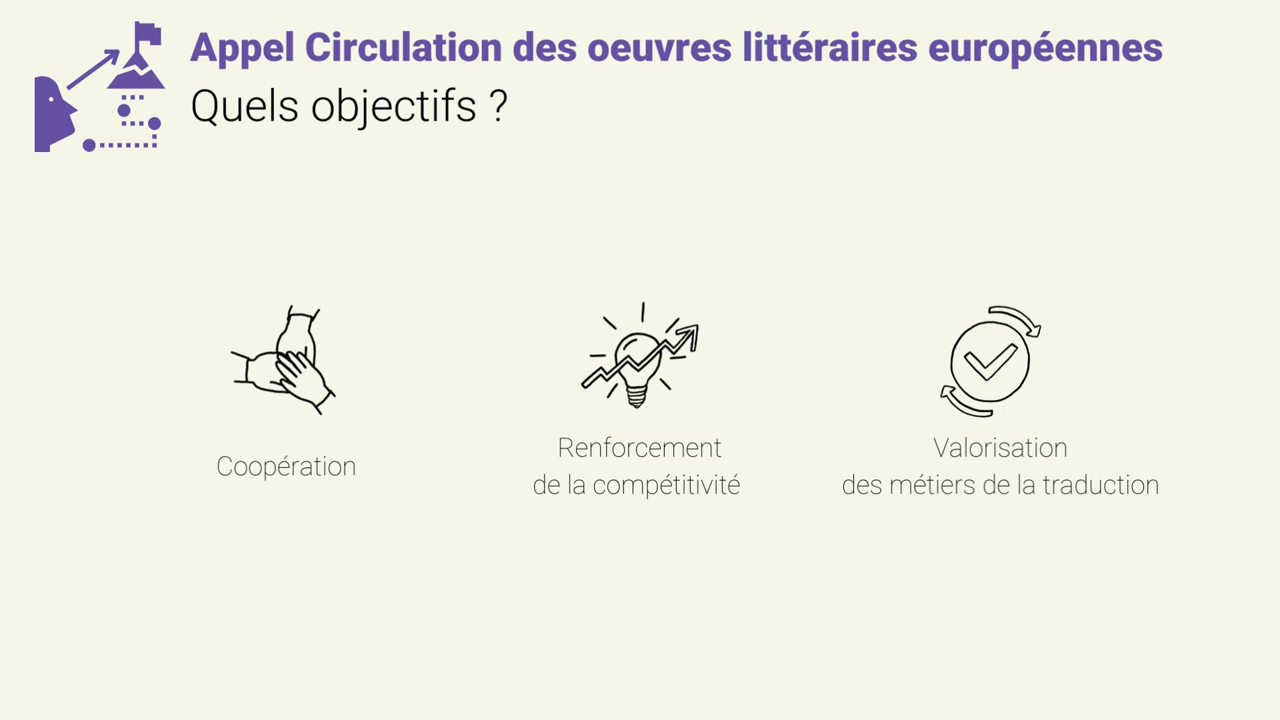 Appel Circulation des oeuvres littéraires européennes
Quels objectifs ?
Coopération
Renforcement
de la compétitivité
Valorisation
des métiers de la traduction